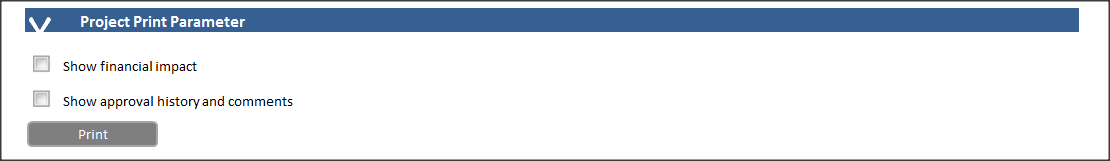 Project Print Parameter
Show financial impact
Show approval history and comments
Print